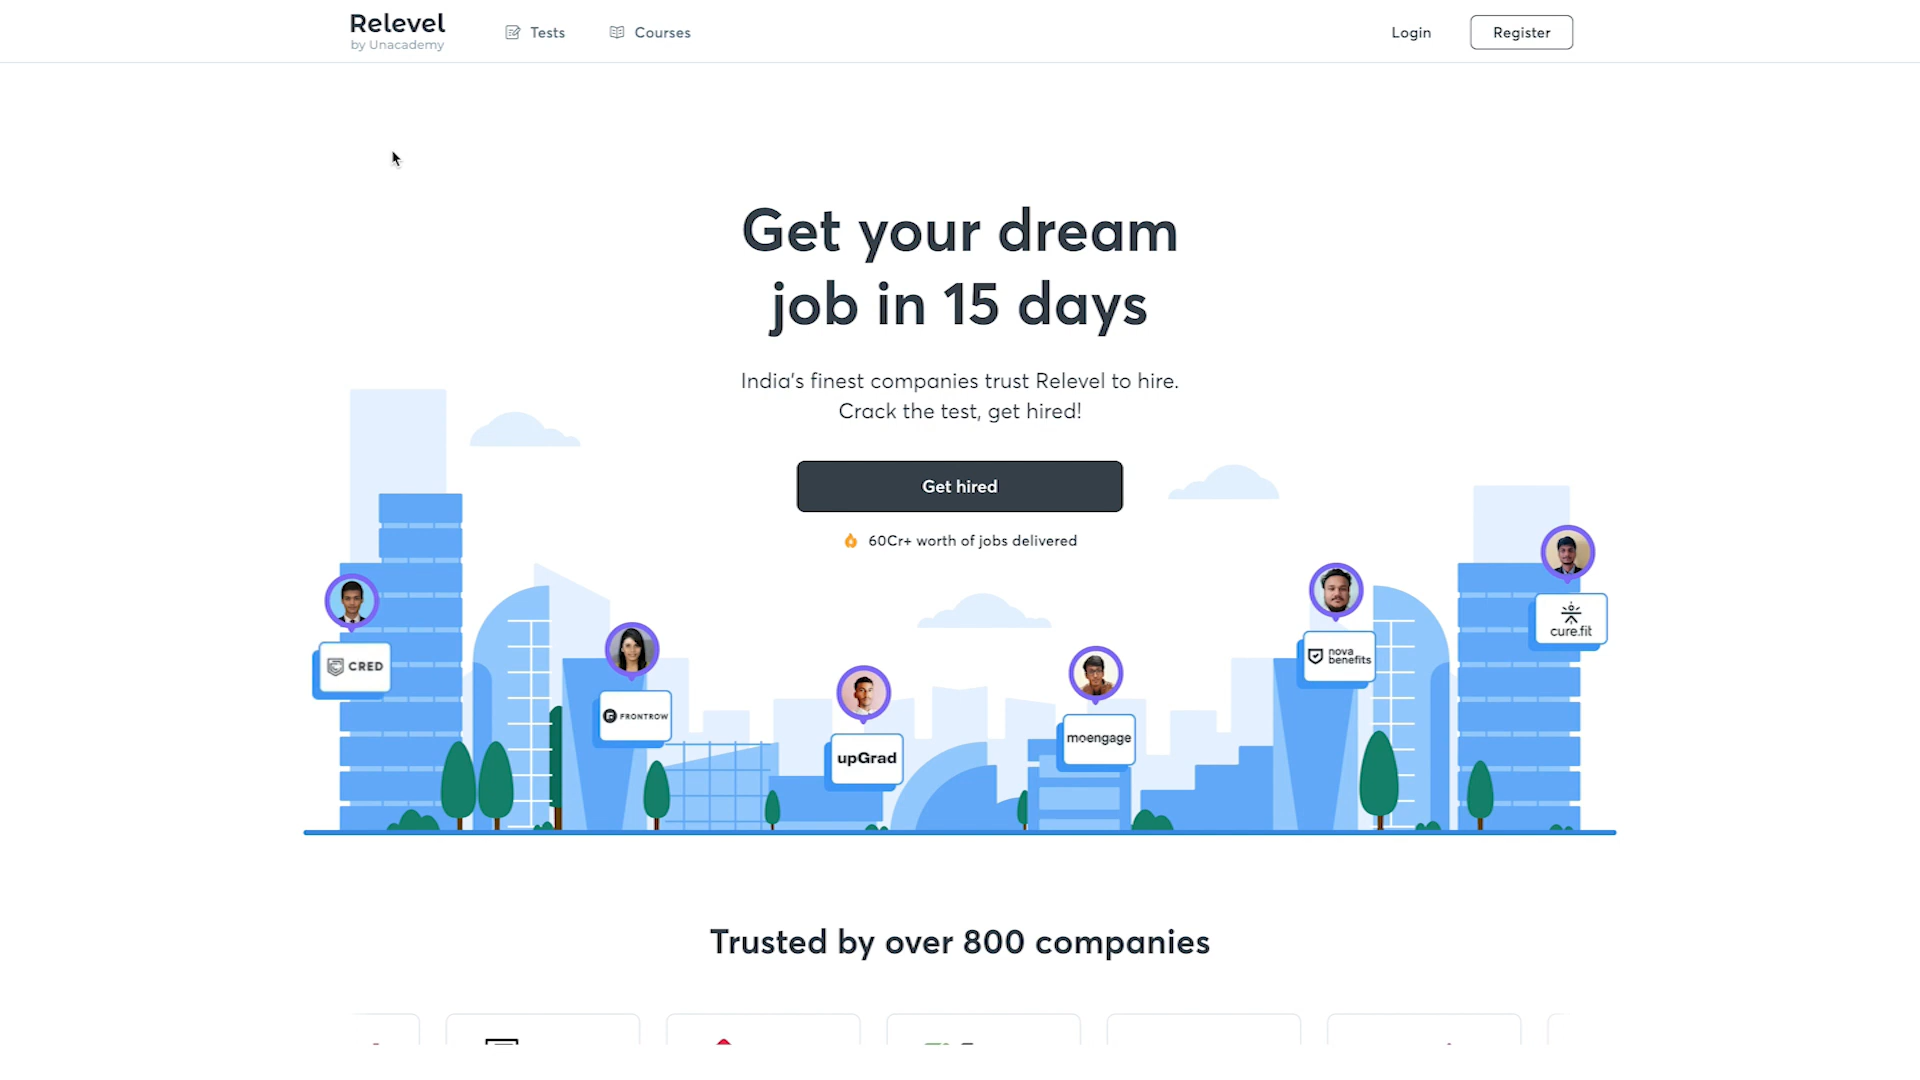 Relevel
by Unacademy
Tests
Courses
Login
Register
Get your dream
job in 15 days
India's finest companies trust Relevel to hire.
Crack the test, get hired!
Get hired
60Cr+ worth of jobs delivered
cure.fit
nova
benefits
CRED
FRONTROW
moengage
upGrad
Trusted by over 800 companies